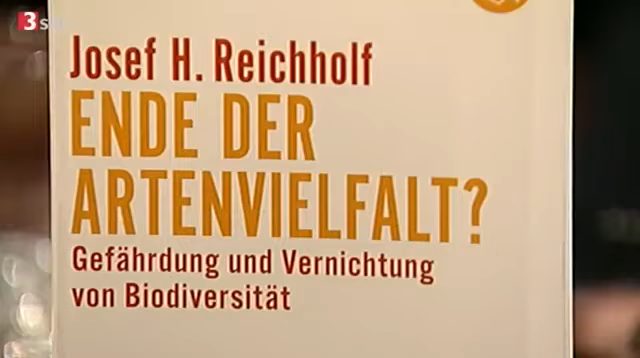 3sat
Josef H. Reichholf
ENDE DER
ARTENVIELFALT?
Gefährdung und Vernichtung
von Biodiversität